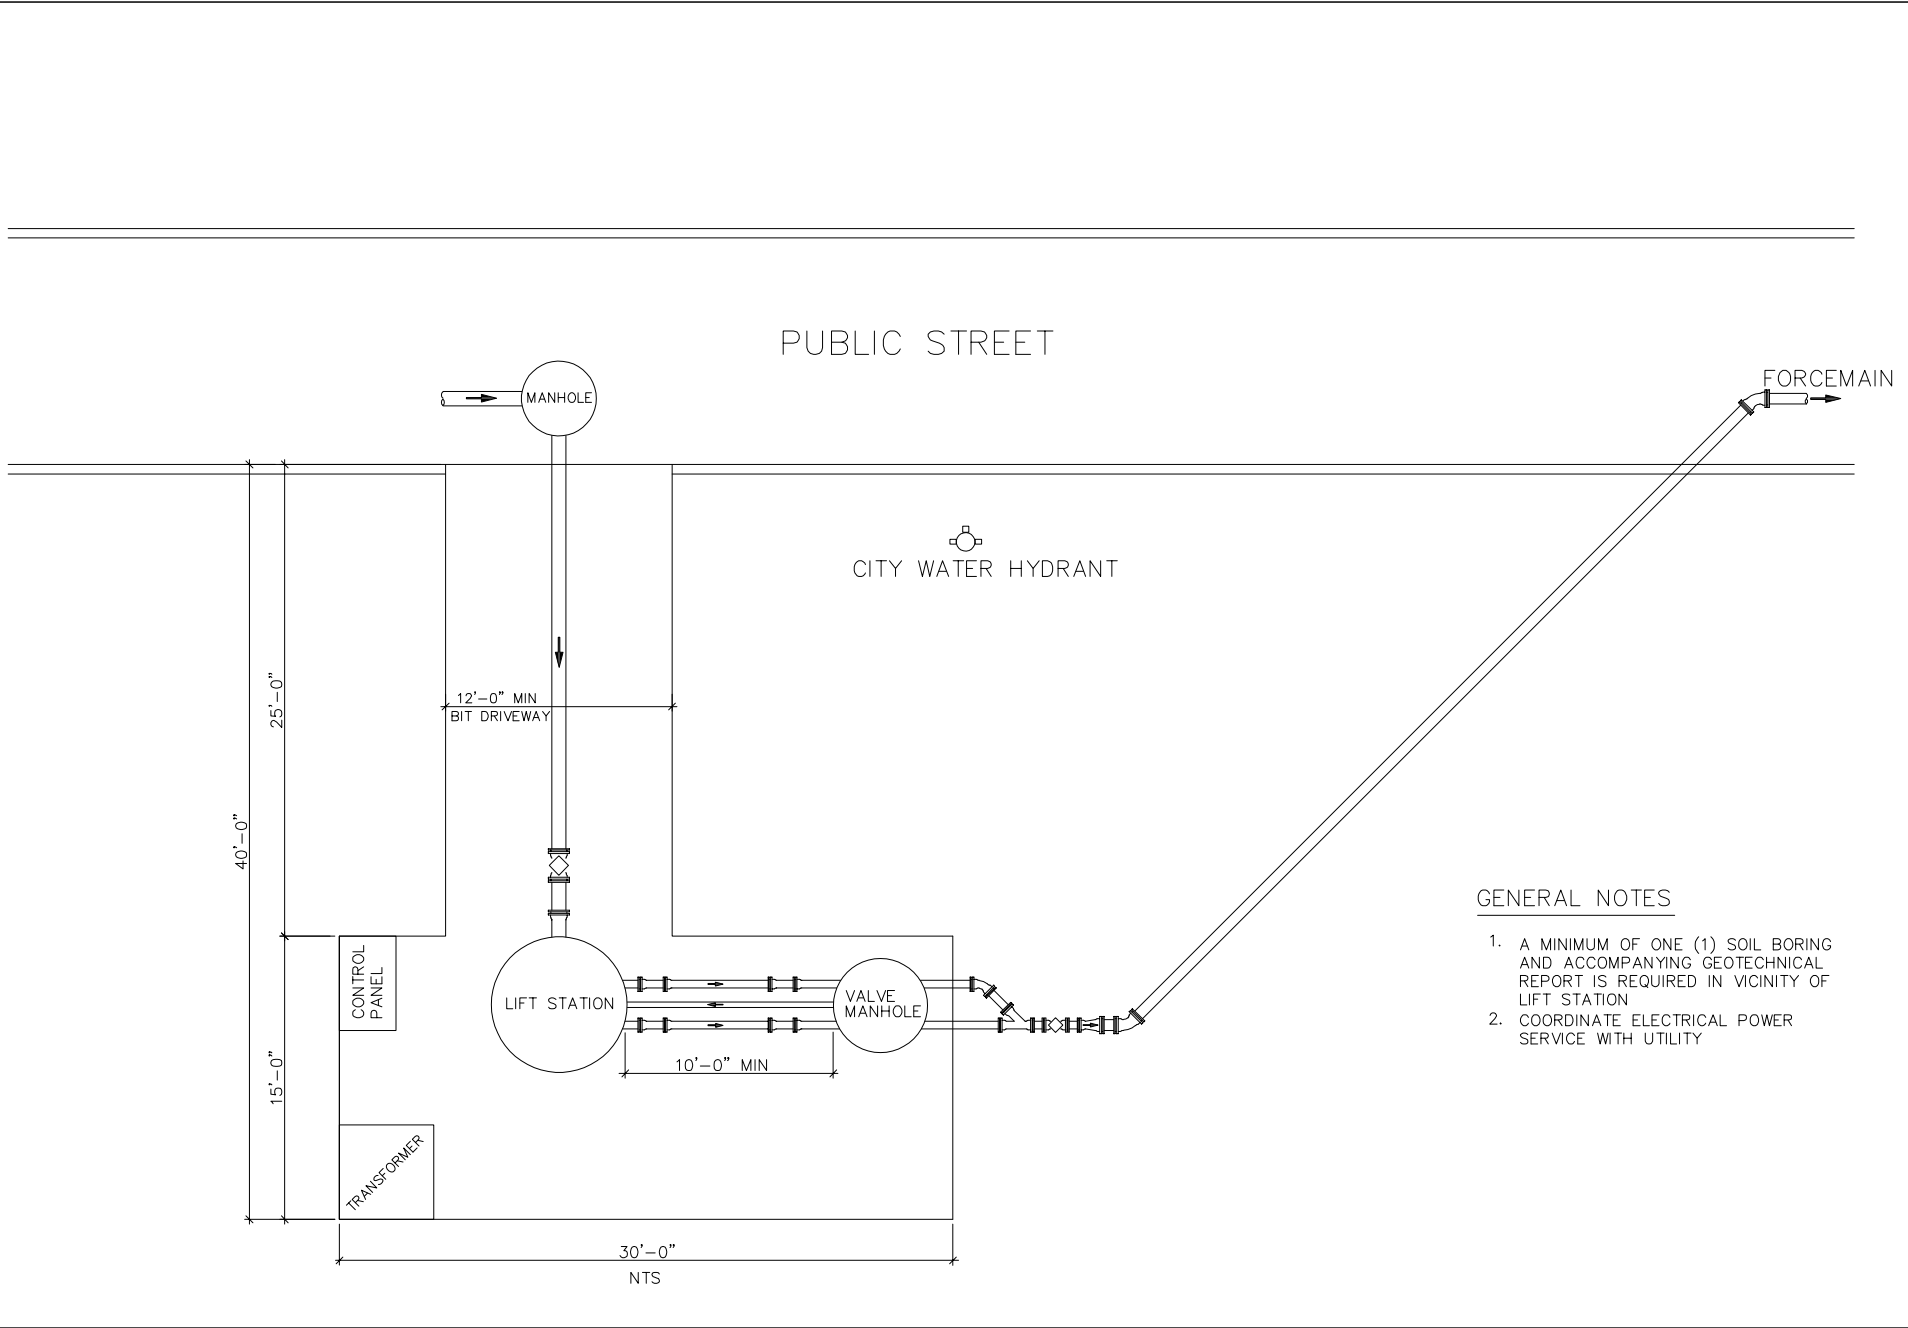 PUBLIC STREET
FORCEMAIN
MANHOLE
CITY WATER HYDRANT
25'-0"
12'-0" MIN
BIT DRIVEWAY
40'-0"
GENERAL NOTES
1. A MINIMUM OF ONE (1) SOIL BORING
AND ACCOMPANYING GEOTECHNICAL
REPORT IS REQUIRED IN VICINITY OF
LIFT STATION
2. COORDINATE ELECTRICAL POWER
SERVICE WITH UTILITY
CONTROL
PANEL
LIFT STATION
VALVE
MANHOLE
10'-0" MIN
15'-0"
TRANSFORMER
30'-0"
NTS